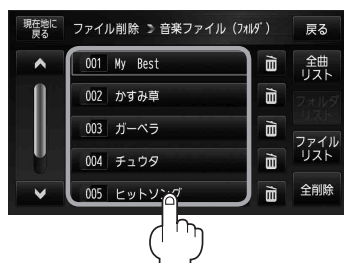 現在地に
戻る
ファイル削除 音楽ファイル（ﾌｫﾙﾀﾞ）
戻る
001 My Best
002 かすみ草
003 ガーベラ
004 チュウタ
005 ヒットソング
全曲
リスト
フォルダ
リスト
ファイル
リスト
全削除